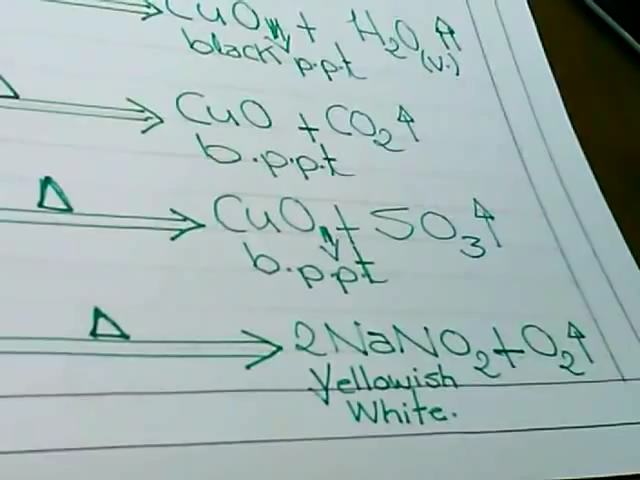 CuO↓ + H₂O↑
black p.p.t (v.)
Δ CuO + CO₂↑
b.p.p.t
Δ CuO↓ + SO₃↑
b.ppt
Δ 2NaNO₂ + O₂↑
Yellowish
White.